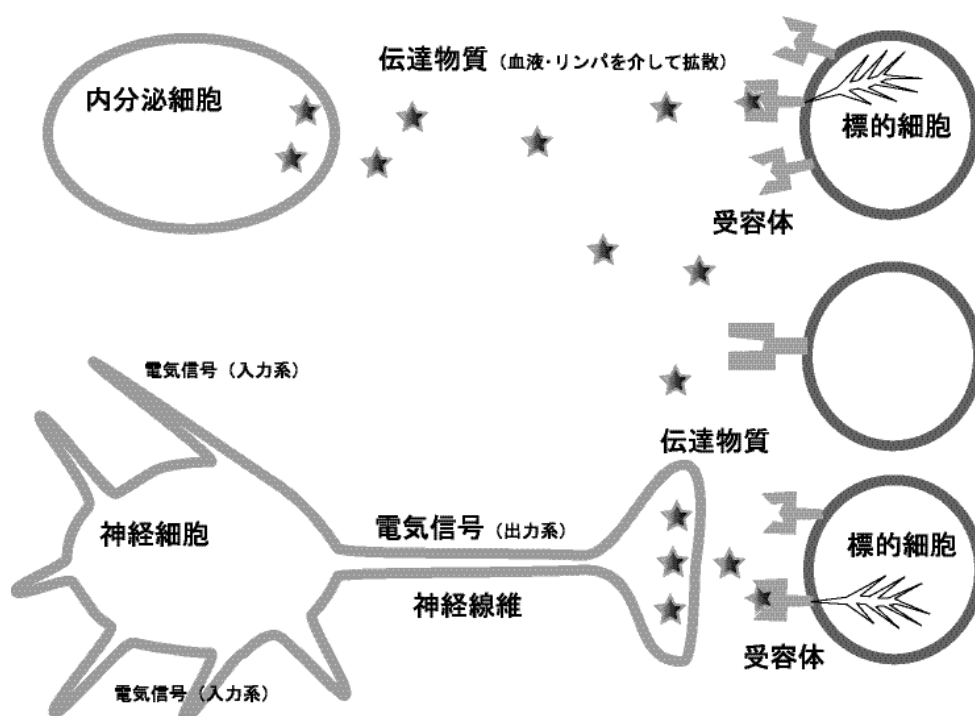 伝達物質（血液・リンパを介して拡散）
内分泌細胞
標的細胞
受容体
電気信号（入力系）
伝達物質
神経細胞
電気信号（出力系）
標的細胞
神経線維
受容体
電気信号（入力系）